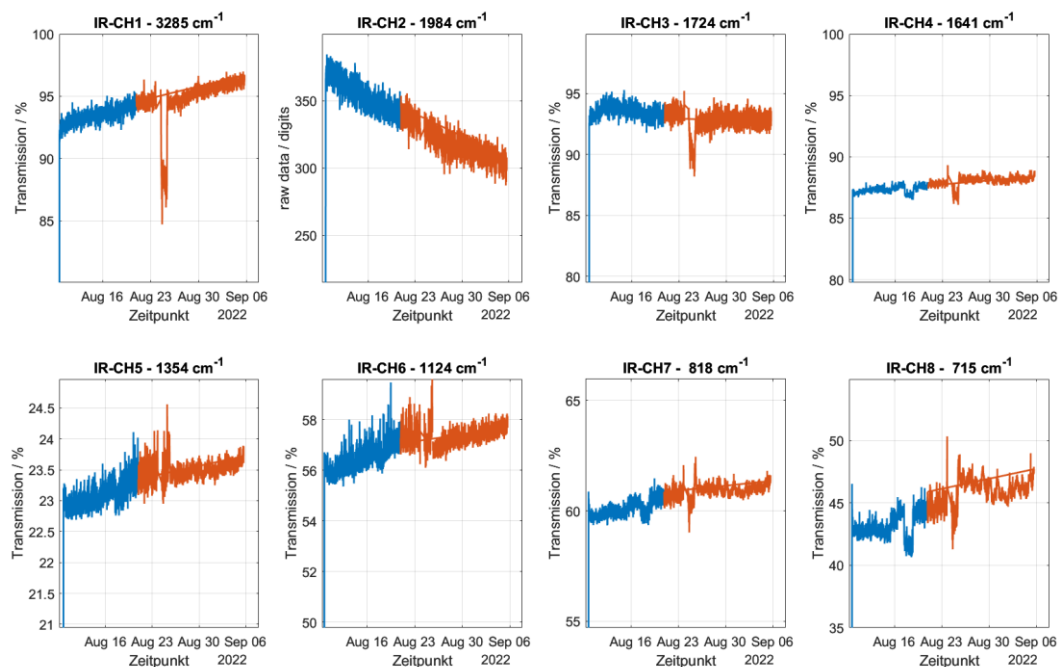 IR-CH1 - 3285 cm⁻¹
Transmission / %
100
95
90
85
Aug 16 Aug 23 Aug 30 Sep 06
Zeitpunkt 2022
IR-CH2 - 1984 cm⁻¹
raw data / digits
350
300
250
Aug 16 Aug 23 Aug 30 Sep 06
Zeitpunkt 2022
IR-CH3 - 1724 cm⁻¹
Transmission / %
95
90
85
80
Aug 16 Aug 23 Aug 30 Sep 06
Zeitpunkt 2022
IR-CH4 - 1641 cm⁻¹
Transmission / %
100
95
90
85
80
Aug 16 Aug 23 Aug 30 Sep 06
Zeitpunkt 2022
IR-CH5 - 1354 cm⁻¹
Transmission / %
24.5
24
23.5
23
22.5
22
21.5
21
Aug 16 Aug 23 Aug 30 Sep 06
Zeitpunkt 2022
IR-CH6 - 1124 cm⁻¹
Transmission / %
58
56
54
52
50
Aug 16 Aug 23 Aug 30 Sep 06
Zeitpunkt 2022
IR-CH7 - 818 cm⁻¹
Transmission / %
65
60
55
Aug 16 Aug 23 Aug 30 Sep 06
Zeitpunkt 2022
IR-CH8 - 715 cm⁻¹
Transmission / %
50
45
40
35
Aug 16 Aug 23 Aug 30 Sep 06
Zeitpunkt 2022